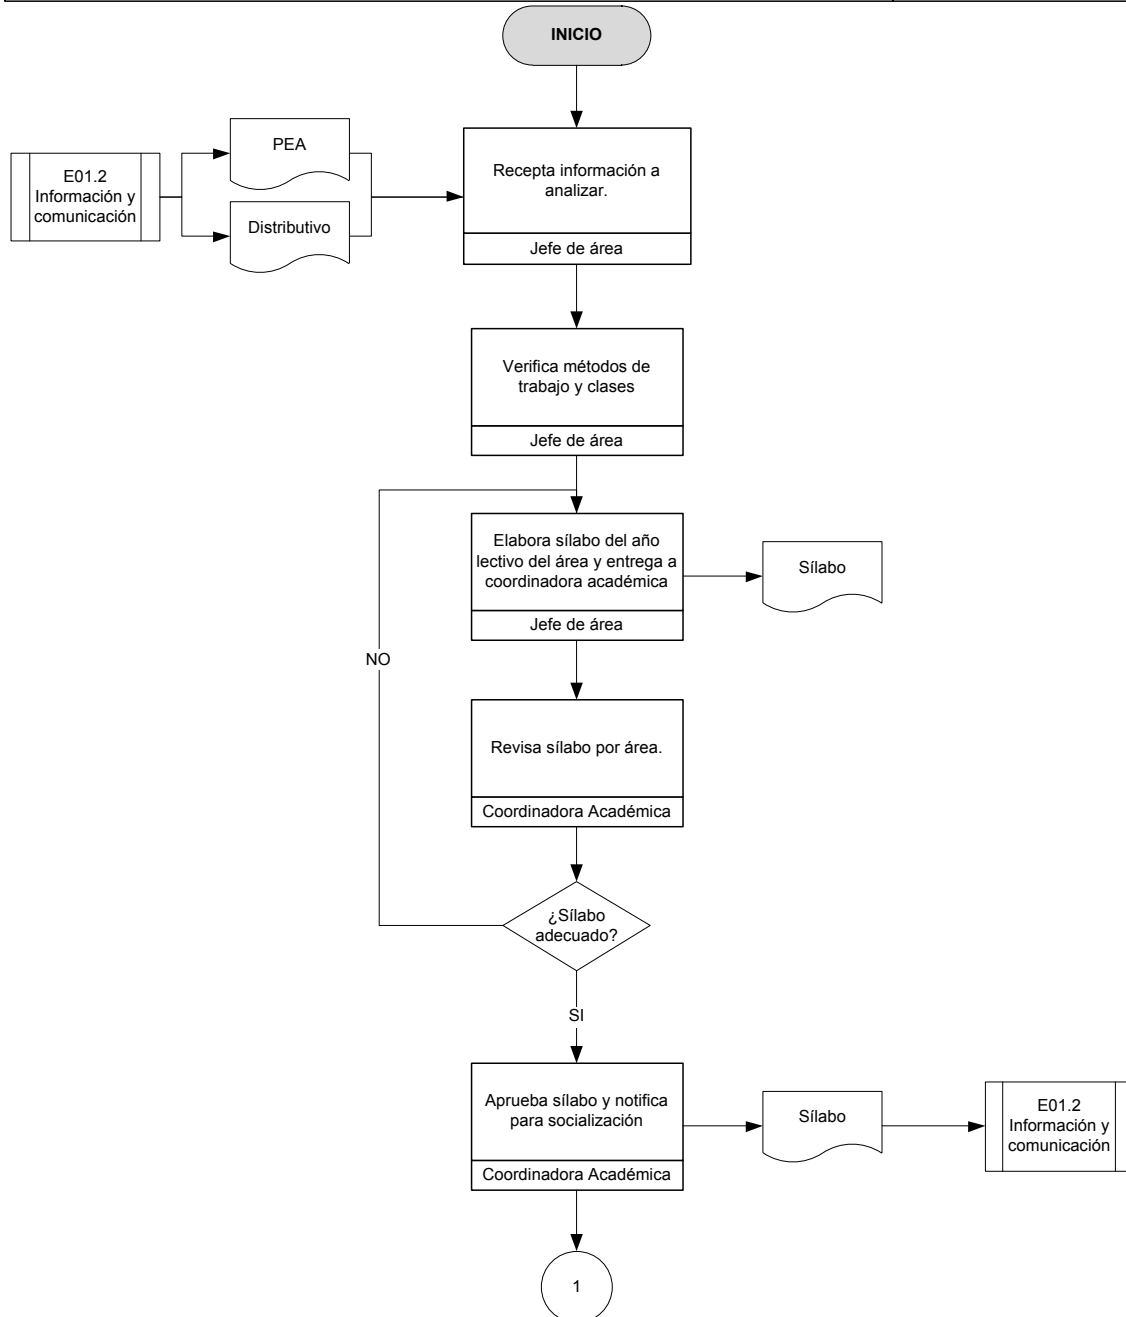 INICIO
PEA
E01.2
Información y
comunicación
Distributivo
Recepta información a
analizar.
Jefe de área
Verifica métodos de
trabajo y clases
Jefe de área
Elabora sílabo del año
lectivo del área y entrega a
coordinadora académica
Jefe de área
Sílabo
NO
Revisa sílabo por área.
Coordinadora Académica
¿Sílabo
adecuado?
SI
Aprueba sílabo y notifica
para socialización
Coordinadora Académica
Sílabo
E01.2
Información y
comunicación
1